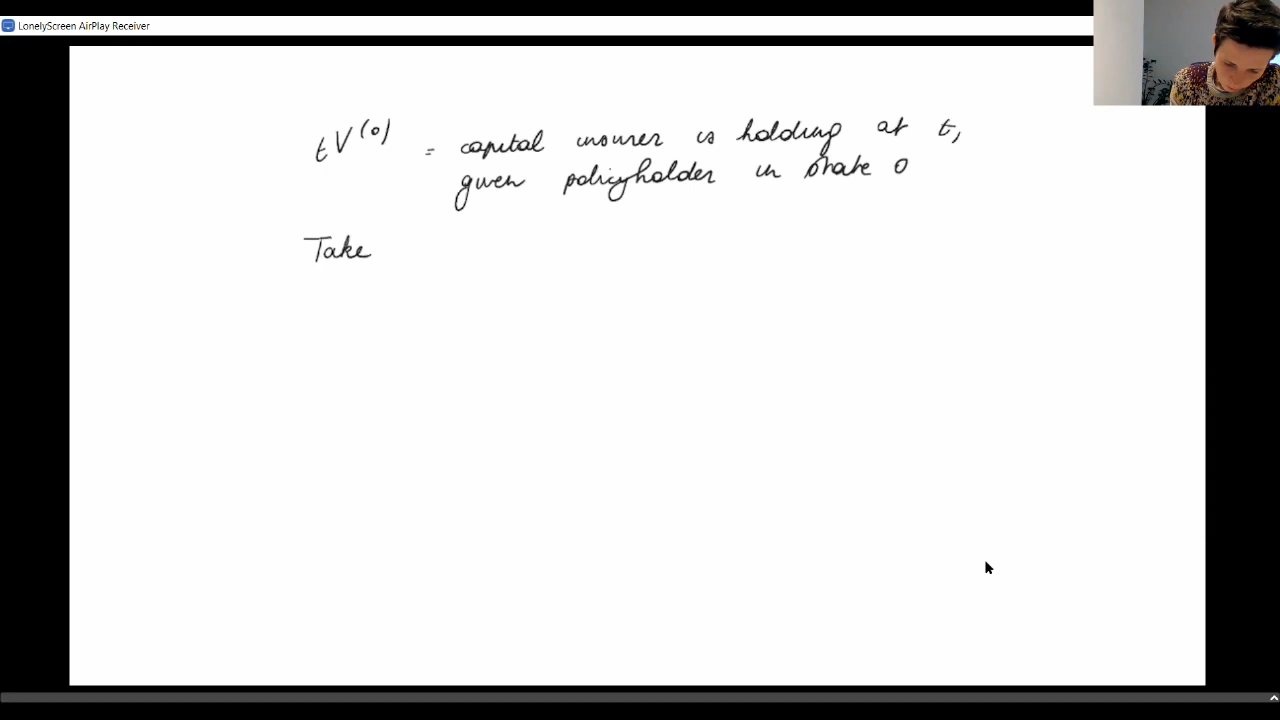 LonelyScreen AirPlay Receiver
tV^(0) = capital insurer is holding at t,
given policyholder in state 0
Take